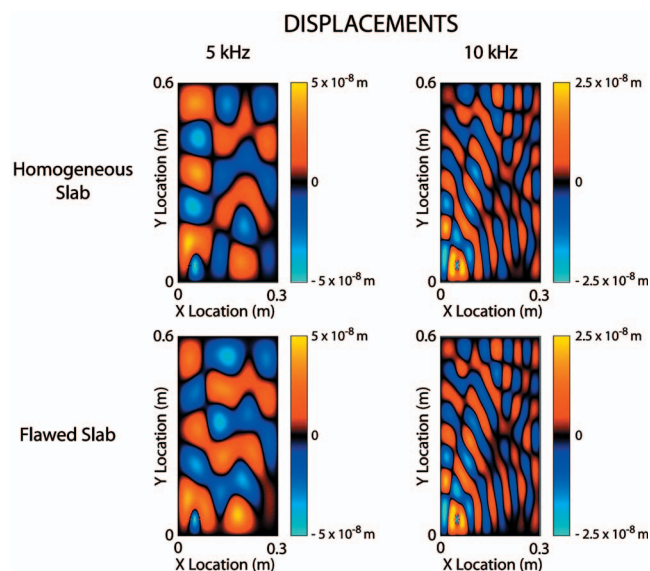 DISPLACEMENTS
5 kHz
10 kHz
Homogeneous
Slab
0.6
Y Location (m)
0
0
X Location (m)
0.3
5 x 10⁻⁸ m
0
- 5 x 10⁻⁸ m
0.6
Y Location (m)
0
0
X Location (m)
0.3
2.5 x 10⁻⁸ m
0
- 2.5 x 10⁻⁸ m
Flawed Slab
0.6
Y Location (m)
0
0
X Location (m)
0.3
5 x 10⁻⁸ m
0
- 5 x 10⁻⁸ m
0.6
Y Location (m)
0
0
X Location (m)
0.3
2.5 x 10⁻⁸ m
0
- 2.5 x 10⁻⁸ m